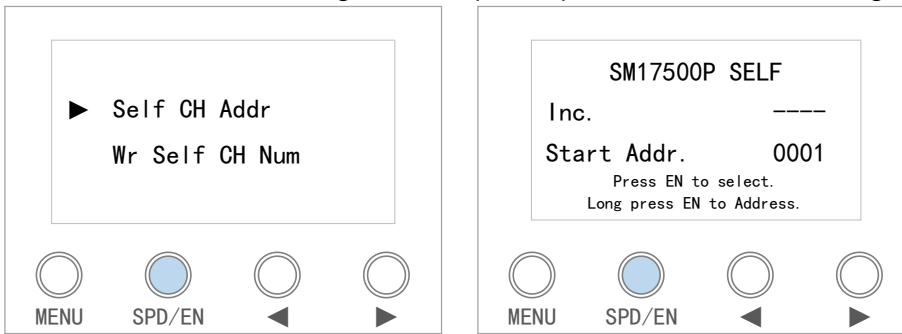 ► Self CH Addr
Wr Self CH Num
MENU SPD/EN ◄ ►
SM17500P SELF
Inc. ----
Start Addr. 0001
Press EN to select.
Long press EN to Address.
MENU SPD/EN ◄ ►